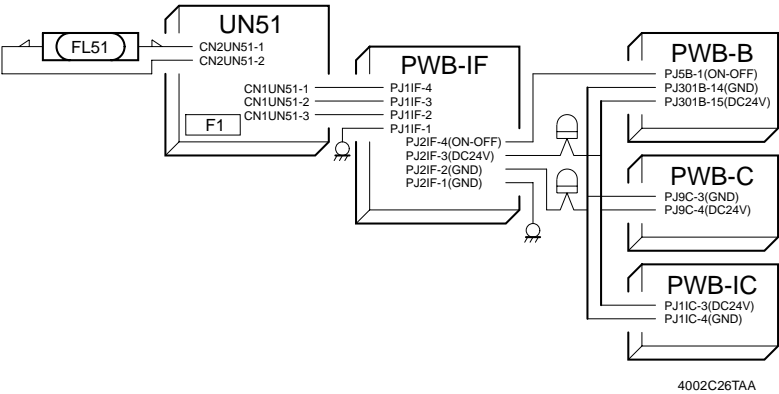 UN51
FL51
CN2UN51-1
CN2UN51-2
CN1UN51-1
CN1UN51-2
CN1UN51-3
F1
PWB-IF
PJ1IF-4
PJ1IF-3
PJ1IF-2
PJ1IF-1
PJ2IF-4(ON-OFF)
PJ2IF-3(DC24V)
PJ2IF-2(GND)
PJ2IF-1(GND)
PWB-B
PJ5B-1(ON-OFF)
PJ301B-14(GND)
PJ301B-15(DC24V)
PWB-C
PJ9C-3(GND)
PJ9C-4(DC24V)
PWB-IC
PJ1IC-3(DC24V)
PJ1IC-4(GND)
4002C26TAA